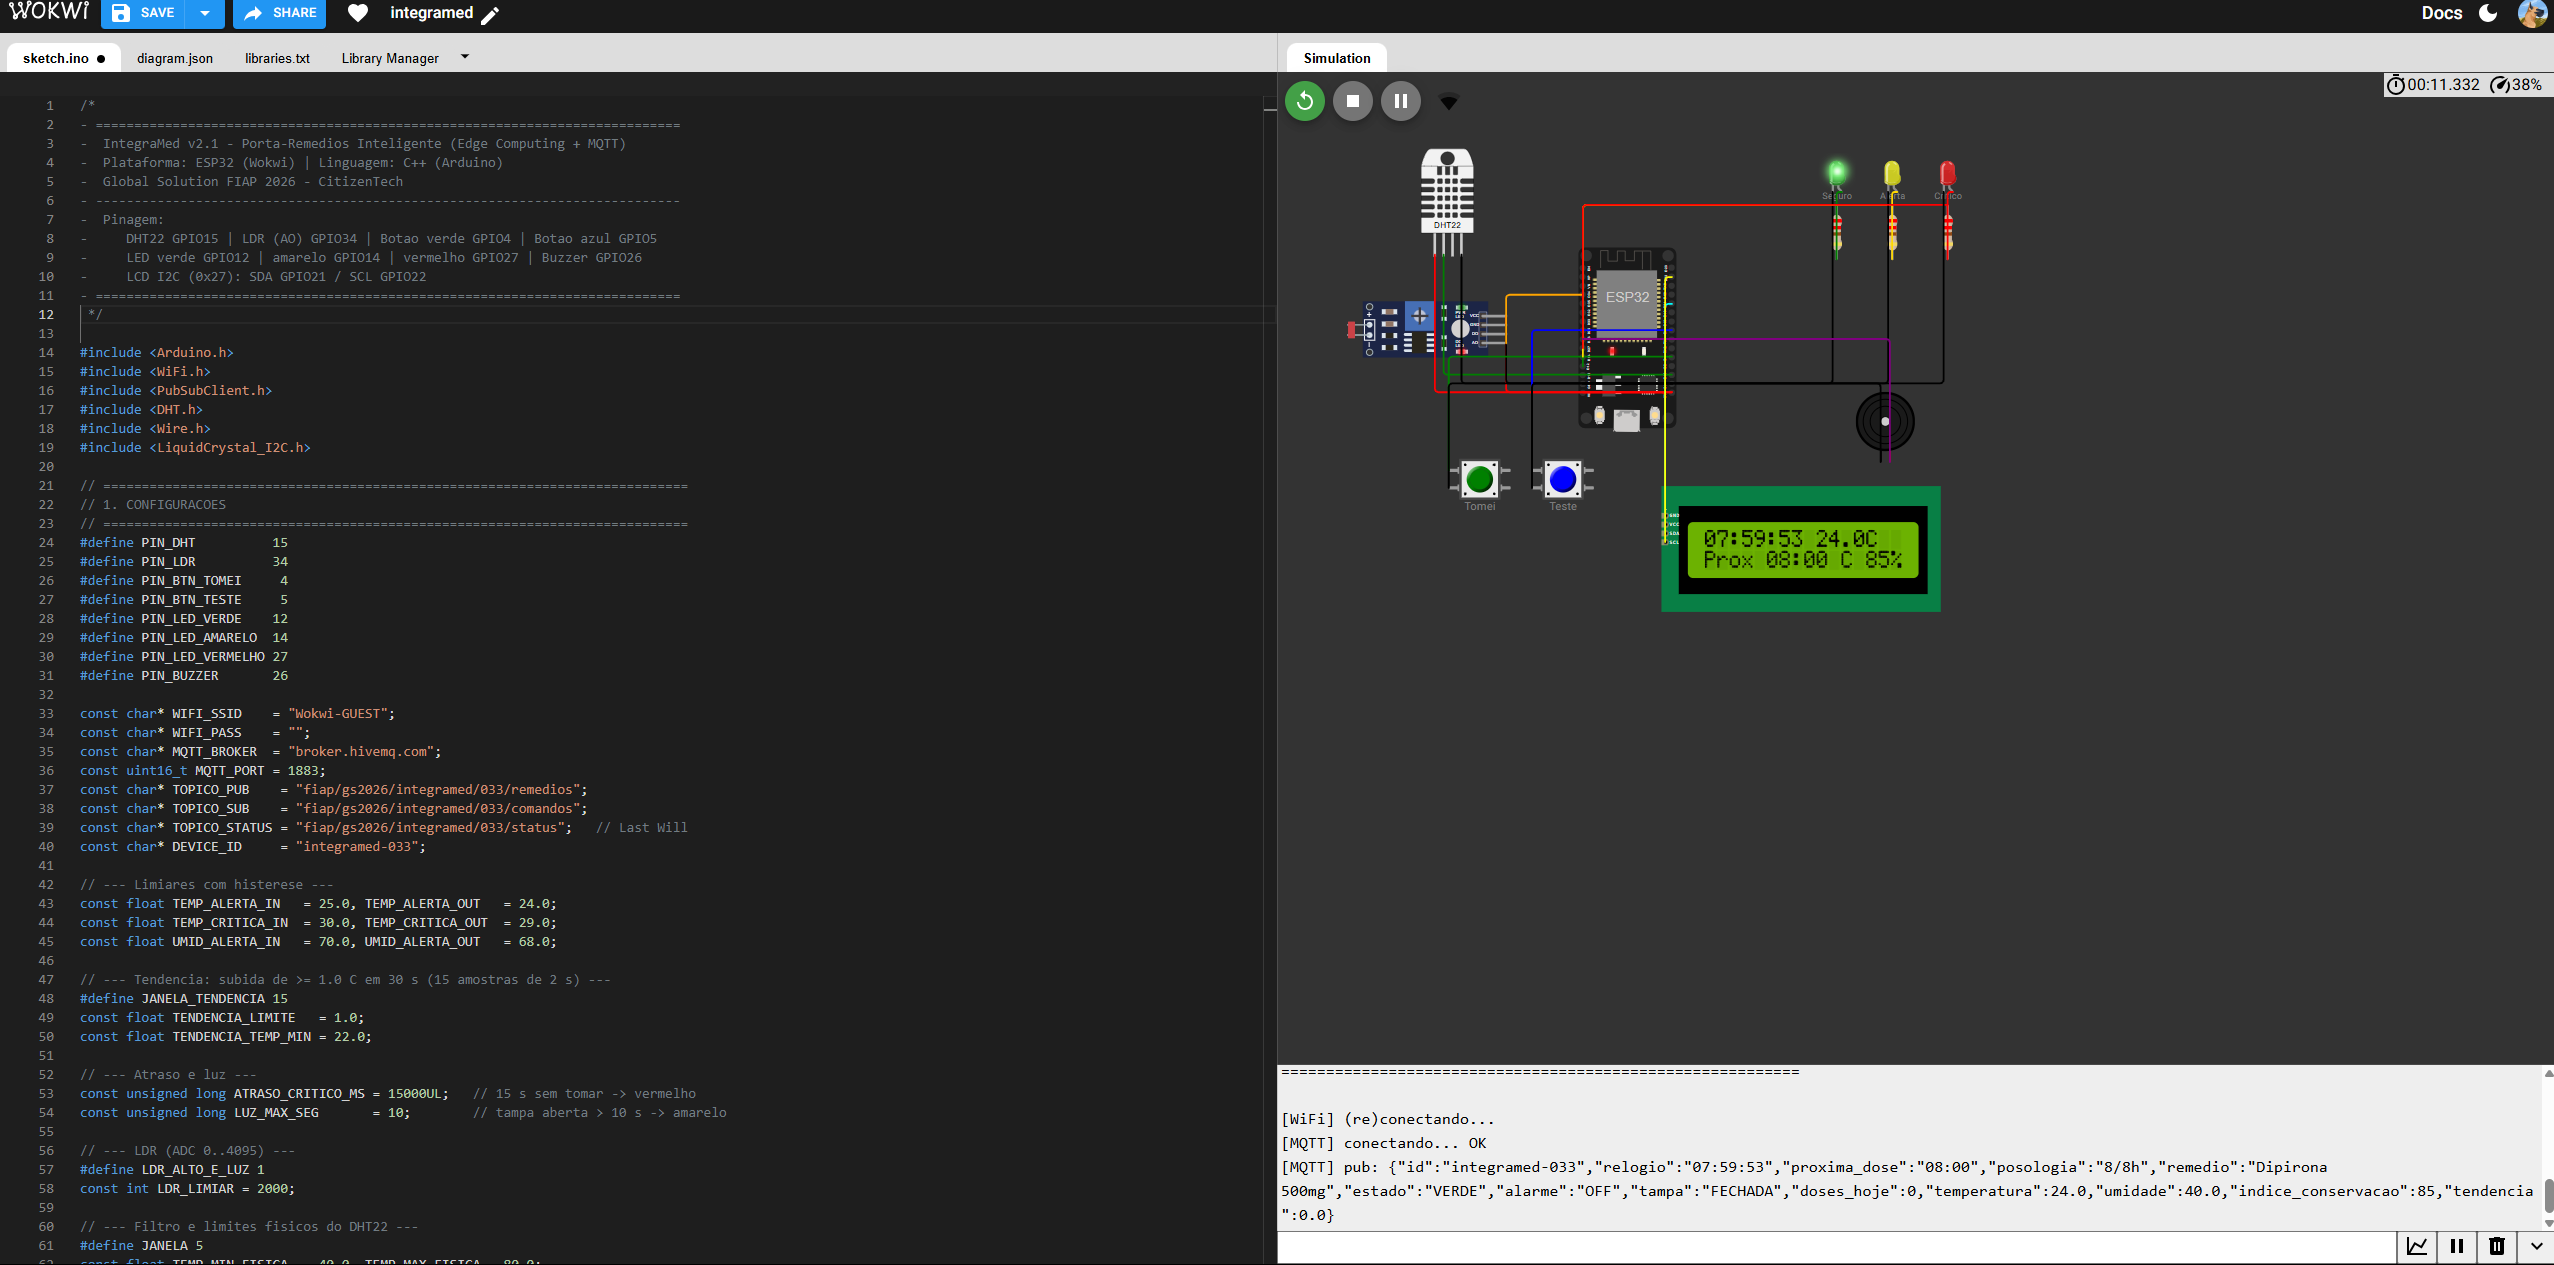 WOKWi
SAVE
SHARE
integramed
Docs
sketch.ino
diagram.json
libraries.txt
Library Manager
Simulation
1 /*
2 - ============================================================================
3 -  IntegraMed v2.1 - Porta-Remedios Inteligente (Edge Computing + MQTT)
4 -  Plataforma: ESP32 (Wokwi) | Linguagem: C++ (Arduino)
5 -  Global Solution FIAP 2026 - CitizenTech
6 - ----------------------------------------------------------------------------
7 -  Pinagem:
8 -     DHT22 GPIO15 | LDR (AO) GPIO34 | Botao verde GPIO4 | Botao azul GPIO5
9 -     LED verde GPIO12 | amarelo GPIO14 | vermelho GPIO27 | Buzzer GPIO26
10 -     LCD I2C (0x27): SDA GPIO21 / SCL GPIO22
11 - ============================================================================
12 */
13
14 #include <Arduino.h>
15 #include <WiFi.h>
16 #include <PubSubClient.h>
17 #include <DHT.h>
18 #include <Wire.h>
19 #include <LiquidCrystal_I2C.h>
20
21 // ============================================================================
22 // 1. CONFIGURACOES
23 // ============================================================================
24 #define PIN_DHT          15
25 #define PIN_LDR          34
26 #define PIN_BTN_TOMEI     4
27 #define PIN_BTN_TESTE     5
28 #define PIN_LED_VERDE    12
29 #define PIN_LED_AMARELO  14
30 #define PIN_LED_VERMELHO 27
31 #define PIN_BUZZER       26
32
33 const char* WIFI_SSID    = "Wokwi-GUEST";
34 const char* WIFI_PASS    = "";
35 const char* MQTT_BROKER  = "broker.hivemq.com";
36 const uint16_t MQTT_PORT = 1883;
37 const char* TOPICO_PUB    = "fiap/gs2026/integramed/033/remedios";
38 const char* TOPICO_SUB    = "fiap/gs2026/integramed/033/comandos";
39 const char* TOPICO_STATUS = "fiap/gs2026/integramed/033/status";   // Last Will
40 const char* DEVICE_ID     = "integramed-033";
41
42 // --- Limiares com histerese ---
43 const float TEMP_ALERTA_IN   = 25.0, TEMP_ALERTA_OUT   = 24.0;
44 const float TEMP_CRITICA_IN  = 30.0, TEMP_CRITICA_OUT  = 29.0;
45 const float UMID_ALERTA_IN   = 70.0, UMID_ALERTA_OUT   = 68.0;
46
47 // --- Tendencia: subida de >= 1.0 C em 30 s (15 amostras de 2 s) ---
48 #define JANELA_TENDENCIA 15
49 const float TENDENCIA_LIMITE   = 1.0;
50 const float TENDENCIA_TEMP_MIN = 22.0;
51
52 // --- Atraso e luz ---
53 const unsigned long ATRASO_CRITICO_MS = 15000UL;   // 15 s sem tomar -> vermelho
54 const unsigned long LUZ_MAX_SEG       = 10;        // tampa aberta > 10 s -> amarelo
55
56 // --- LDR (ADC 0..4095) ---
57 #define LDR_ALTO_E_LUZ 1
58 const int LDR_LIMIAR = 2000;
59
60 // --- Filtro e limites fisicos do DHT22 ---
61 #define JANELA 5
00:11.332 38%
DHT22
ESP32
Tomei
Teste
GND
VCC
SDA
SCL
07:59:53 24.0C
Prox 08:00 C 85%
==========================================================
[WiFi] (re)conectando...
[MQTT] conectando... OK
[MQTT] pub: {"id":"integramed-033","relogio":"07:59:53","proxima_dose":"08:00","posologia":"8/8h","remedio":"Dipirona
500mg","estado":"VERDE","alarme":"OFF","tampa":"FECHADA","doses_hoje":0,"temperatura":24.0,"umidade":40.0,"indice_conservacao":85,"tendencia
":0.0}